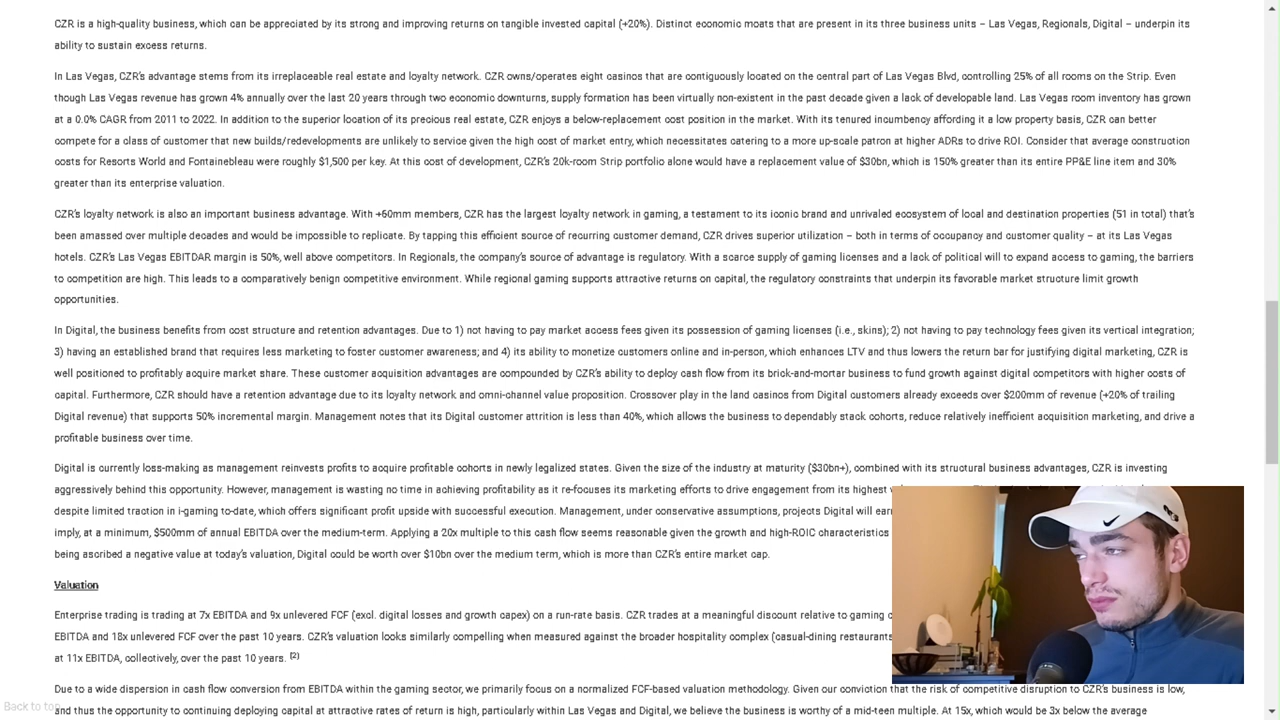 CZR is a high-quality business, which can be appreciated by its strong and improving returns on tangible invested capital (+20%). Distinct economic moats that are present in its three business units – Las Vegas, Regionals, Digital – underpin its
ability to sustain excess returns.
In Las Vegas, CZR's advantage stems from its irreplaceable real estate and loyalty network. CZR owns/operates eight casinos that are contiguously located on the central part of Las Vegas Blvd, controlling 25% of all rooms on the Strip. Even
though Las Vegas revenue has grown 4% annually over the last 20 years through two economic downturns, supply formation has been virtually non-existent in the past decade given a lack of developable land. Las Vegas room inventory has grown
at a 0.0% CAGR from 2011 to 2022. In addition to the superior location of its precious real estate, CZR enjoys a below-replacement cost position in the market. With its tenured incumbency affording it a low property basis, CZR can better
compete for a class of customer that new builds/redevelopments are unlikely to service given the high cost of market entry, which necessitates catering to a more up-scale patron at higher ADRs to drive ROI. Consider that average construction
costs for Resorts World and Fontainebleau were roughly $1,500 per key. At this cost of development, CZR's 20k-room Strip portfolio alone would have a replacement value of $30bn, which is 150% greater than its entire PP&E line item and 30%
greater than its enterprise valuation.
CZR's loyalty network is also an important business advantage. With +60mm members, CZR has the largest loyalty network in gaming, a testament to its iconic brand and unrivaled ecosystem of local and destination properties (51 in total) that's
been amassed over multiple decades and would be impossible to replicate. By tapping this efficient source of recurring customer demand, CZR drives superior utilization – both in terms of occupancy and customer quality – at its Las Vegas
hotels. CZR's Las Vegas EBITDAR margin is 50%, well above competitors. In Regionals, the company's source of advantage is regulatory. With a scarce supply of gaming licenses and a lack of political will to expand access to gaming, the barriers
to competition are high. This leads to a comparatively benign competitive environment. While regional gaming supports attractive returns on capital, the regulatory constraints that underpin its favorable market structure limit growth
opportunities.
In Digital, the business benefits from cost structure and retention advantages. Due to 1) not having to pay market access fees given its possession of gaming licenses (i.e., skins); 2) not having to pay technology fees given its vertical integration;
3) having an established brand that requires less marketing to foster customer awareness; and 4) its ability to monetize customers online and in-person, which enhances LTV and thus lowers the return bar for justifying digital marketing, CZR is
well positioned to profitably acquire market share. These customer acquisition advantages are compounded by CZR's ability to deploy cash flow from its brick-and-mortar business to fund growth against digital competitors with higher costs of
capital. Furthermore, CZR should have a retention advantage due to its loyalty network and omni-channel value proposition. Crossover play in the land casinos from Digital customers already exceeds over $200mm of revenue (+20% of trailing
Digital revenue) that supports 50% incremental margin. Management notes that its Digital customer attrition is less than 40%, which allows the business to dependably stack cohorts, reduce relatively inefficient acquisition marketing, and drive a
profitable business over time.
Digital is currently loss-making as management reinvests profits to acquire profitable cohorts in newly legalized states. Given the size of the industry at maturity ($30bn+), combined with its structural business advantages, CZR is investing
aggressively behind this opportunity. However, management is wasting no time in achieving profitability as it re-focuses its marketing efforts to drive engagement from its highest
despite limited traction in i-gaming to-date, which offers significant profit upside with successful execution. Management, under conservative assumptions, projects Digital will
imply, at a minimum, $500mm of annual EBITDA over the medium-term. Applying a 20x multiple to this cash flow seems reasonable given the growth and high-ROIC characteristics
being ascribed a negative value at today's valuation, Digital could be worth over $10bn over the medium term, which is more than CZR's entire market cap.
Valuation
Enterprise trading is trading at 7x EBITDA and 9x unlevered FCF (excl. digital losses and growth capex) on a run-rate basis. CZR trades at a meaningful discount relative to gaming
EBITDA and 18x unlevered FCF over the past 10 years. CZR's valuation looks similarly compelling when measured against the broader hospitality complex (casual-dining restaurants
at 11x EBITDA, collectively, over the past 10 years. (2)
Due to a wide dispersion in cash flow conversion from EBITDA within the gaming sector, we primarily focus on a normalized FCF-based valuation methodology. Given our conviction that the risk of competitive disruption to CZR's business is low,
Back to top
and thus the opportunity to continuing deploying capital at attractive rates of return is high, particularly within Las Vegas and Digital, we believe the business is worthy of a mid-teen multiple. At 15x, which would be 3x below the average